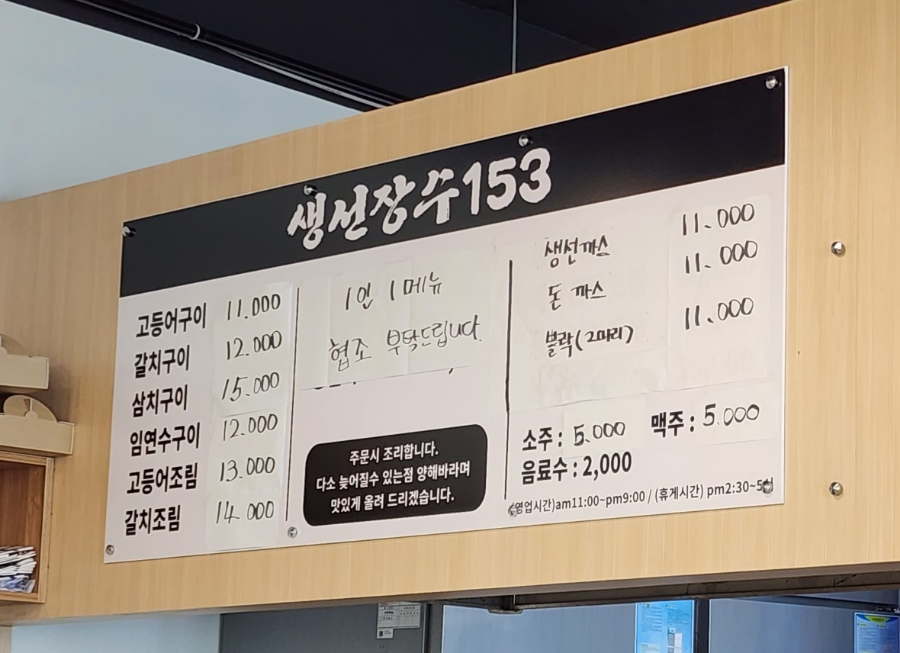 생선장수153
고등어구이 11.000
갈치구이 12.000
삼치구이 15.000
임연수구이 12.000
고등어조림 13.000
갈치조림 14.000
1인 1메뉴
협조 부탁드립니다.
주문시 조리합니다.
다소 늦어질수 있는점 양해바라며
맛있게 올려 드리겠습니다.
생선까스 11.000
돈까스 11.000
뽈락(2마리) 11.000
소주 : 5.000 맥주 : 5.000
음료수 : 2,000
(영업시간)am11:00~pm9:00 / (휴게시간) pm2:30~5시